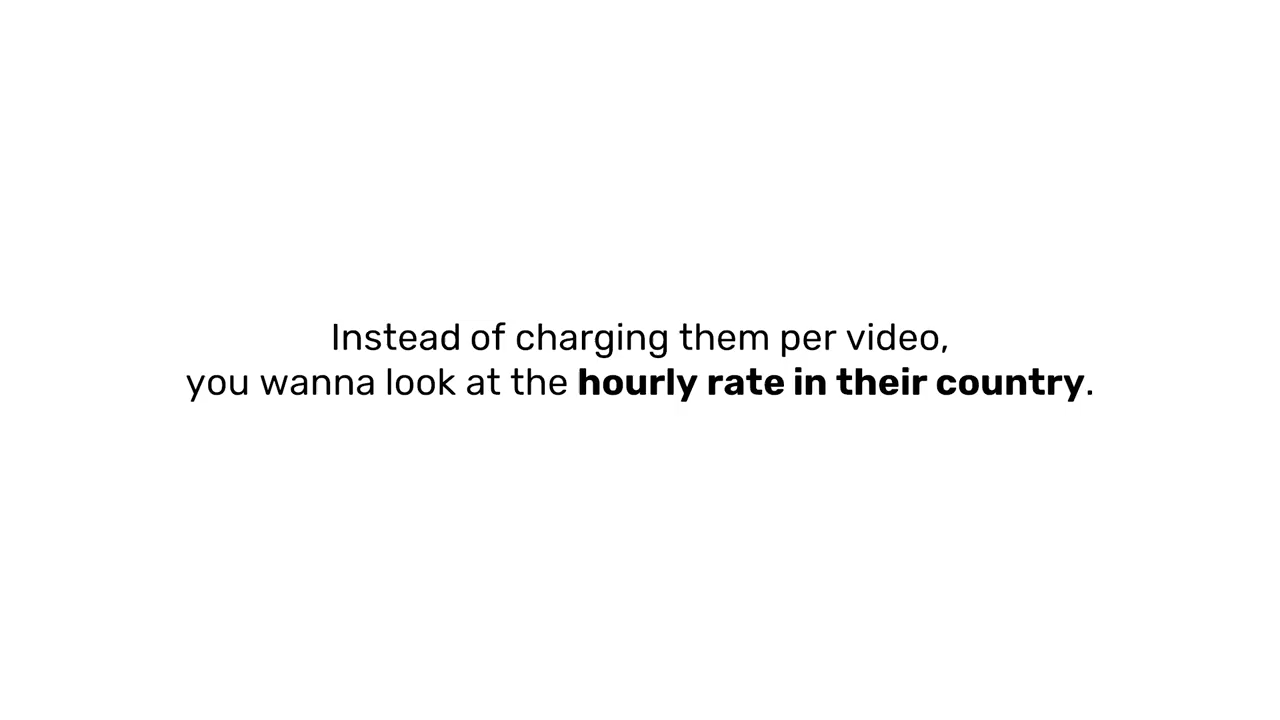 Instead of charging them per video,
you wanna look at the hourly rate in their country.